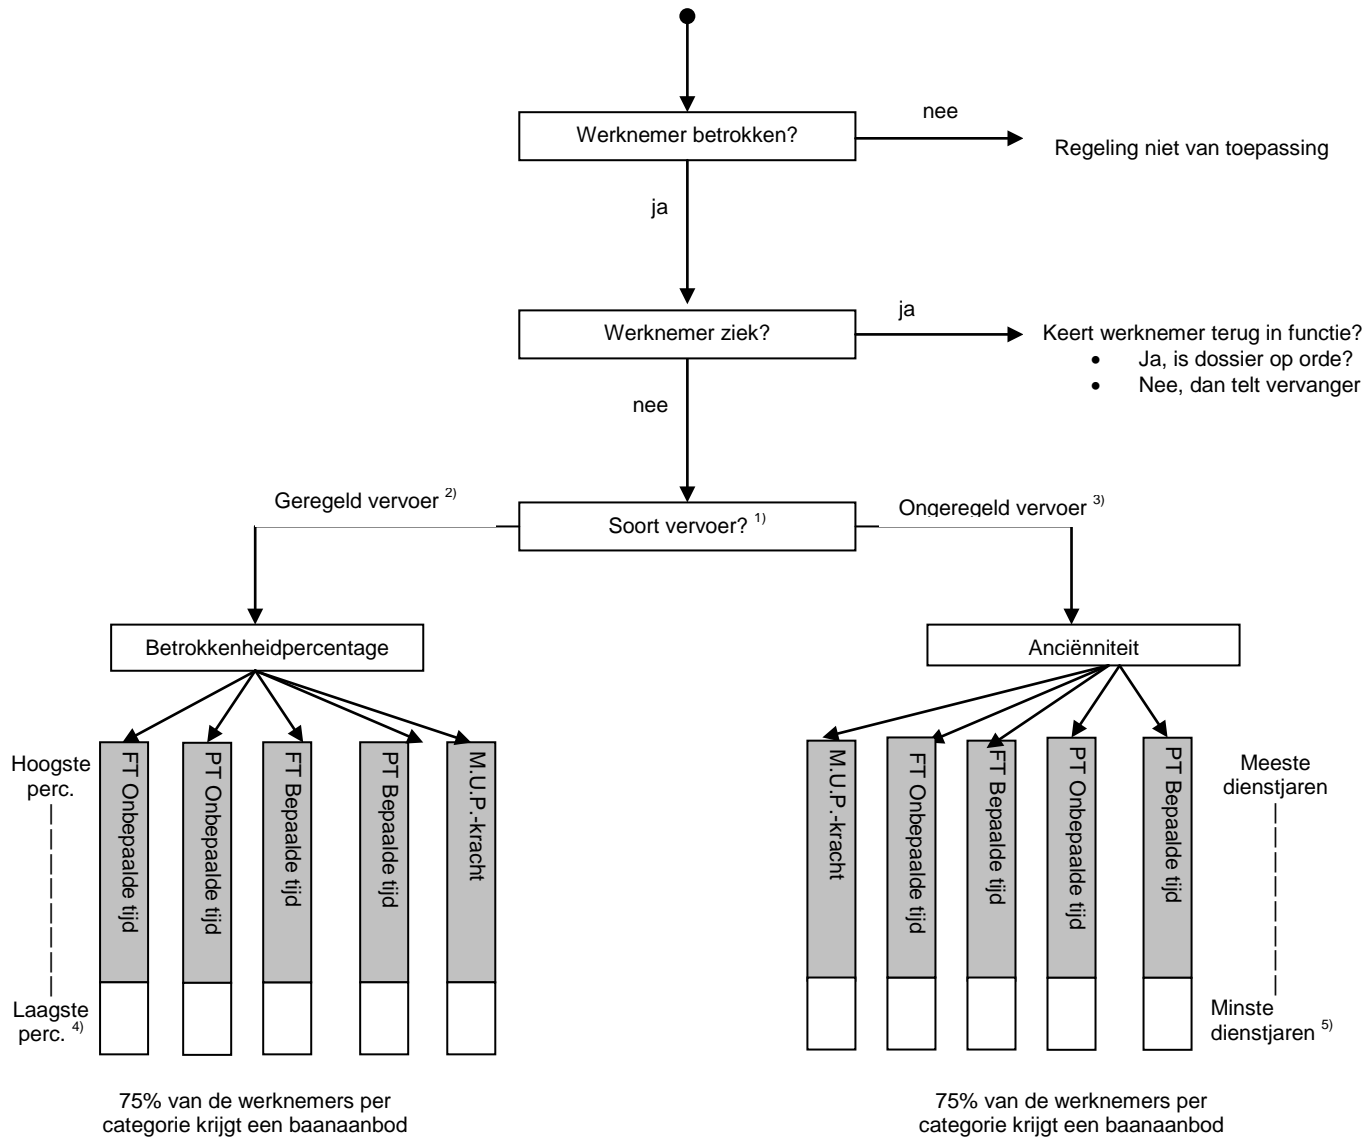 nee
Werknemer betrokken?
Regeling niet van toepassing
ja
ja
Werknemer ziek?
Keert werknemer terug in functie?
• Ja, is dossier op orde?
• Nee, dan telt vervanger
nee
Geregeld vervoer 2)
Ongeregeld vervoer 3)
Soort vervoer? 1)
Betrokkenheidpercentage
Anciënniteit
Hoogste
perc.
FT Onbepaalde tijd
PT Onbepaalde tijd
FT Bepaalde tijd
PT Bepaalde tijd
M.U.P.-kracht
Laagste
perc. 4)
M.U.P.-kracht
FT Onbepaalde tijd
FT Bepaalde tijd
PT Onbepaalde tijd
PT Bepaalde tijd
Meeste
dienstjaren
Minste
dienstjaren 5)
75% van de werknemers per
categorie krijgt een baanaanbod
75% van de werknemers per
categorie krijgt een baanaanbod